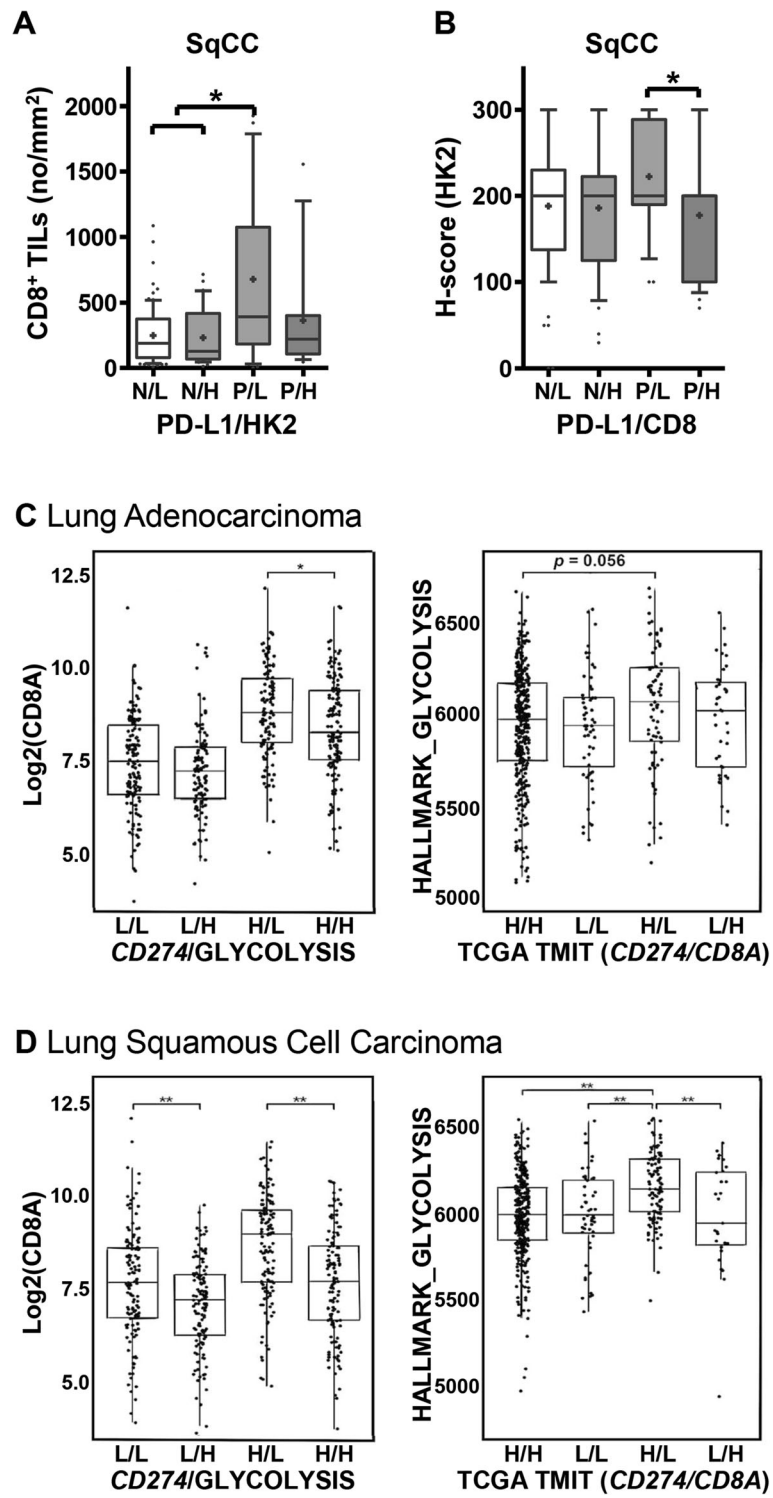 A
SqCC
*
2000
1500
1000
500
0
CD8+ TILs (no/mm2)
N/L N/H P/L P/H
PD-L1/HK2
B
SqCC
*
300
200
100
0
H-score (HK2)
N/L N/H P/L P/H
PD-L1/CD8
C Lung Adenocarcinoma
*
12.5
10.0
7.5
5.0
Log2(CD8A)
L/L L/H H/L H/H
CD274/GLYCOLYSIS
p = 0.056
6500
6000
5500
5000
HALLMARK_GLYCOLYSIS
H/H L/L H/L L/H
TCGA TMIT (CD274/CD8A)
D Lung Squamous Cell Carcinoma
** **
12.5
10.0
7.5
5.0
Log2(CD8A)
L/L L/H H/L H/H
CD274/GLYCOLYSIS
**
** **
6500
6000
5500
5000
HALLMARK_GLYCOLYSIS
H/H L/L H/L L/H
TCGA TMIT (CD274/CD8A)